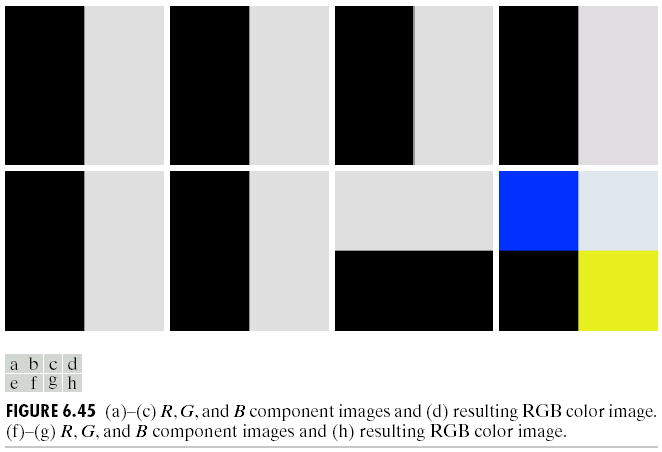 a b c d
e f g h
FIGURE 6.45 (a)–(c) R, G, and B component images and (d) resulting RGB color image.
(f)–(g) R, G, and B component images and (h) resulting RGB color image.